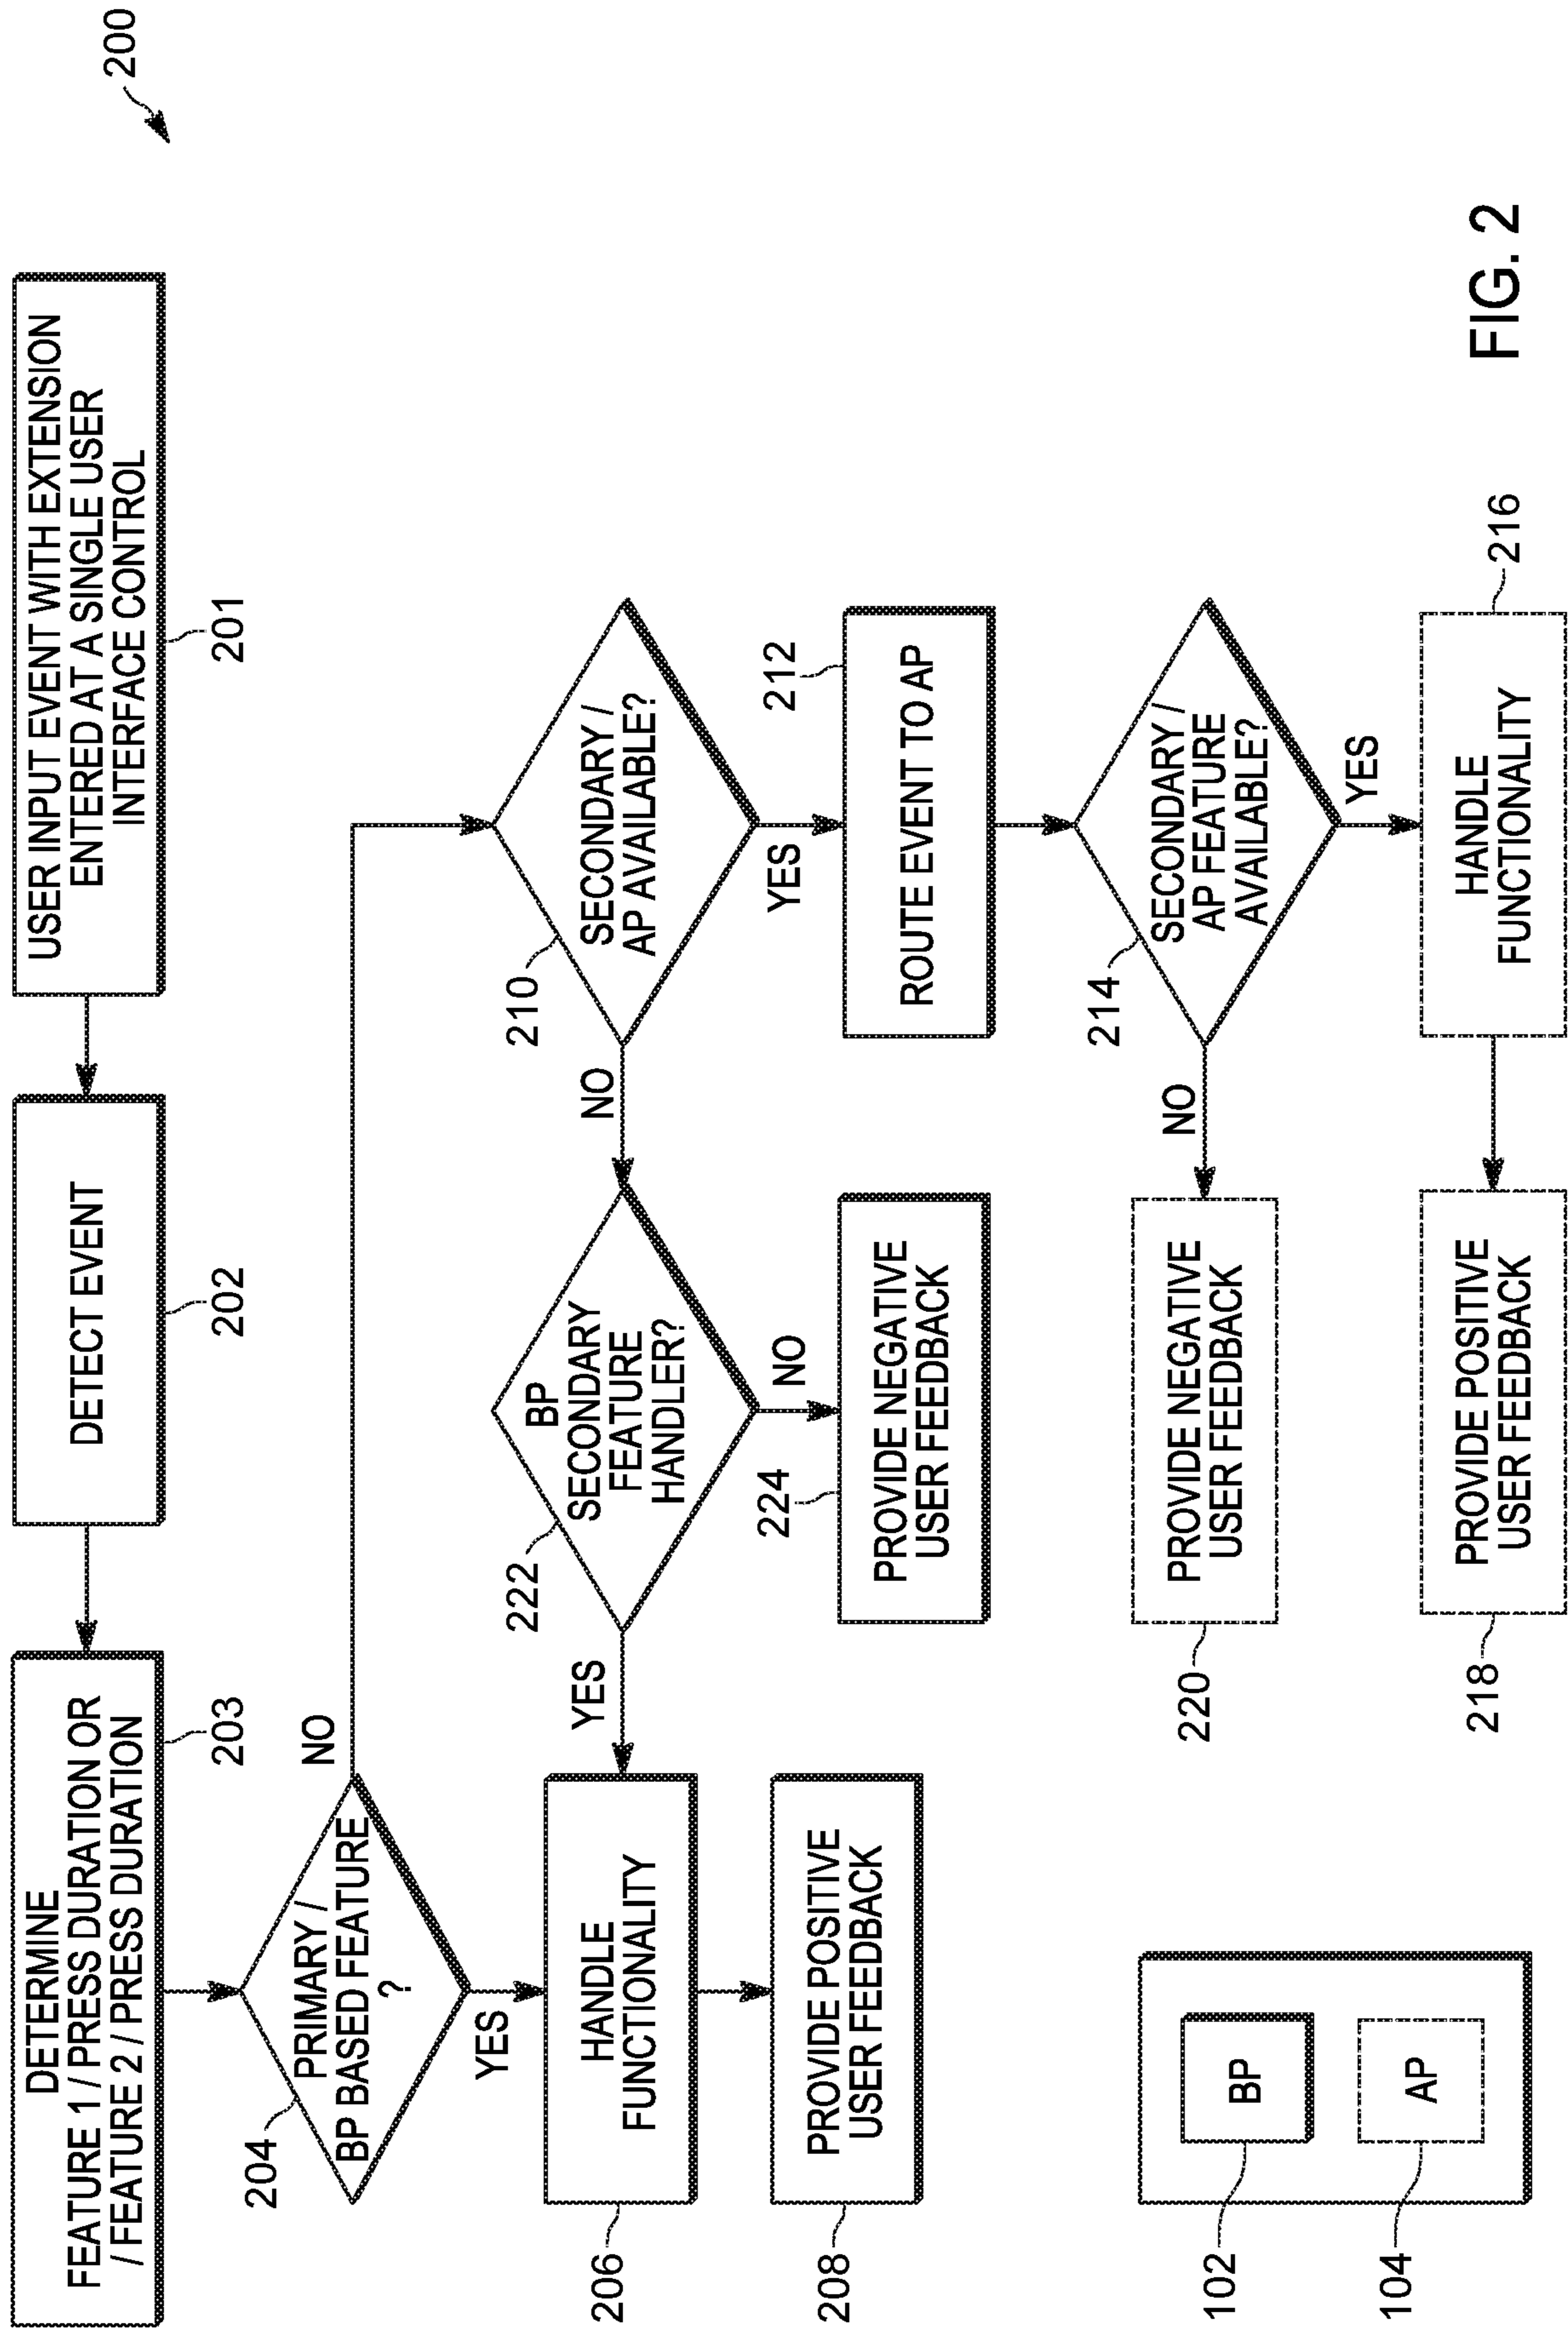 200
USER INPUT EVENT WITH EXTENSION
ENTERED AT A SINGLE USER
INTERFACE CONTROL
201
DETECT EVENT
202
DETERMINE
FEATURE 1 / PRESS DURATION OR
/ FEATURE 2 / PRESS DURATION
203
PRIMARY /
BP BASED FEATURE
?
204
NO
YES
HANDLE
FUNCTIONALITY
206
PROVIDE POSITIVE
USER FEEDBACK
208
SECONDARY /
AP AVAILABLE?
210
NO
YES
BP
SECONDARY
FEATURE
HANDLER?
222
YES
NO
PROVIDE NEGATIVE
USER FEEDBACK
224
ROUTE EVENT TO AP
212
SECONDARY /
AP FEATURE
AVAILABLE?
214
NO
YES
PROVIDE NEGATIVE
USER FEEDBACK
220
HANDLE
FUNCTIONALITY
216
PROVIDE POSITIVE
USER FEEDBACK
218
BP
102
AP
104
FIG. 2